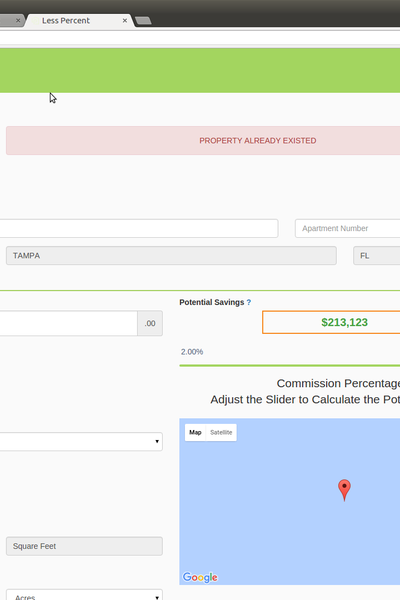 Less Percent
PROPERTY ALREADY EXISTED
Apartment Number
TAMPA
FL
Potential Savings ?
.00
$213,123
2.00%
Commission Percentage
Adjust the Slider to Calculate the Pot
Map Satellite
Google
Square Feet
Acres